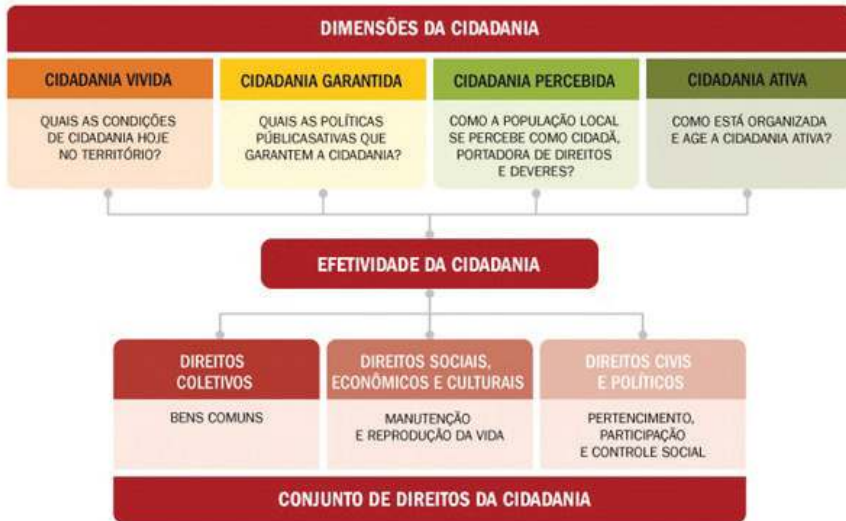 DIMENSÕES DA CIDADANIA
CIDADANIA VIVIDA
QUAIS AS CONDIÇÕES
DE CIDADANIA HOJE
NO TERRITÓRIO?
CIDADANIA GARANTIDA
QUAIS AS POLÍTICAS
PÚBLICASATIVAS QUE
GARANTEM A CIDADANIA?
CIDADANIA PERCEBIDA
COMO A POPULAÇÃO LOCAL
SE PERCEBE COMO CIDADÃ,
PORTADORA DE DIREITOS
E DEVERES?
CIDADANIA ATIVA
COMO ESTÁ ORGANIZADA
E AGE A CIDADANIA ATIVA?
EFETIVIDADE DA CIDADANIA
DIREITOS
COLETIVOS
BENS COMUNS
DIREITOS SOCIAIS,
ECONÔMICOS E CULTURAIS
MANUTENÇÃO
E REPRODUÇÃO DA VIDA
DIREITOS CIVIS
E POLÍTICOS
PERTENCIMENTO,
PARTICIPAÇÃO
E CONTROLE SOCIAL
CONJUNTO DE DIREITOS DA CIDADANIA